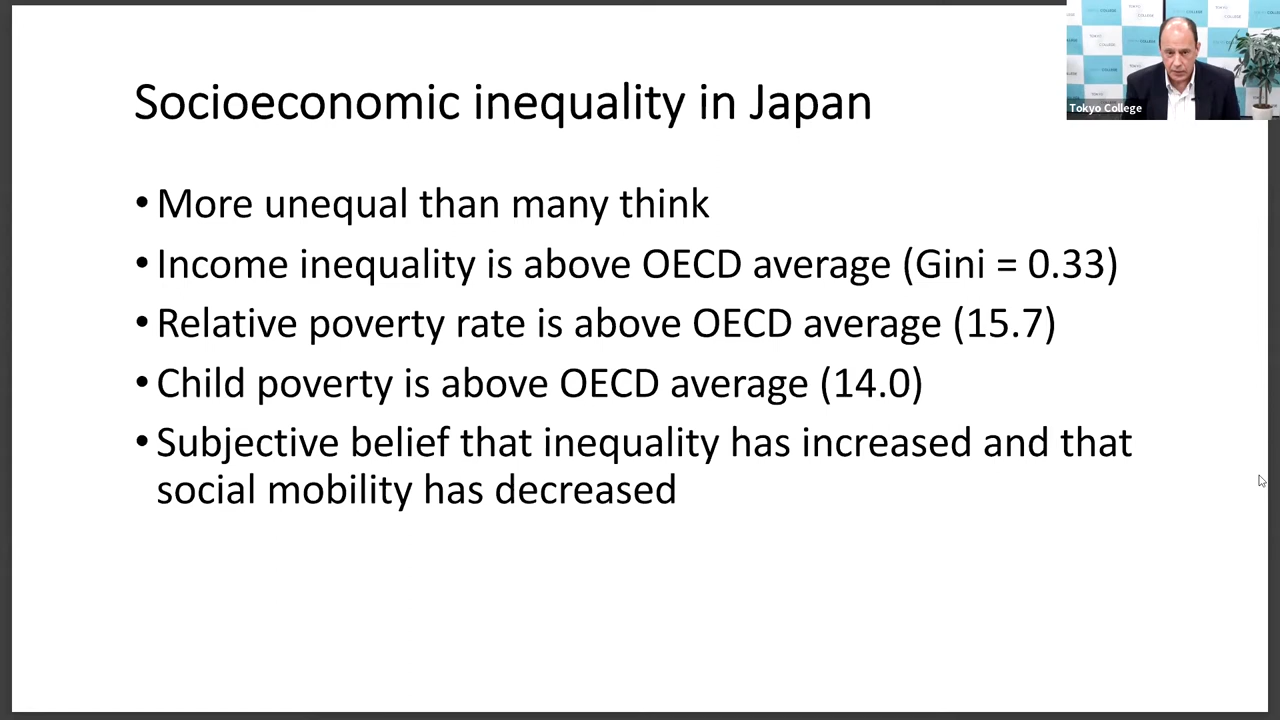 Socioeconomic inequality in Japan
• More unequal than many think
• Income inequality is above OECD average (Gini = 0.33)
• Relative poverty rate is above OECD average (15.7)
• Child poverty is above OECD average (14.0)
• Subjective belief that inequality has increased and that
social mobility has decreased
Tokyo College